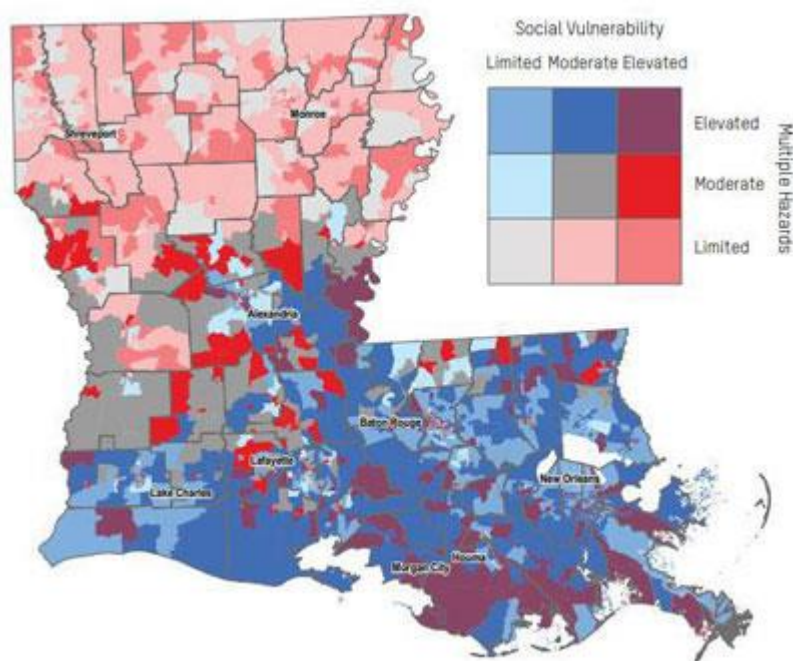 Social Vulnerability
Limited Moderate Elevated
Elevated
Moderate
Limited
Multiple Hazards
Shreveport
Monroe
Alexandria
Baton Rouge
Lafayette
Lake Charles
New Orleans
Houma
Morgan City